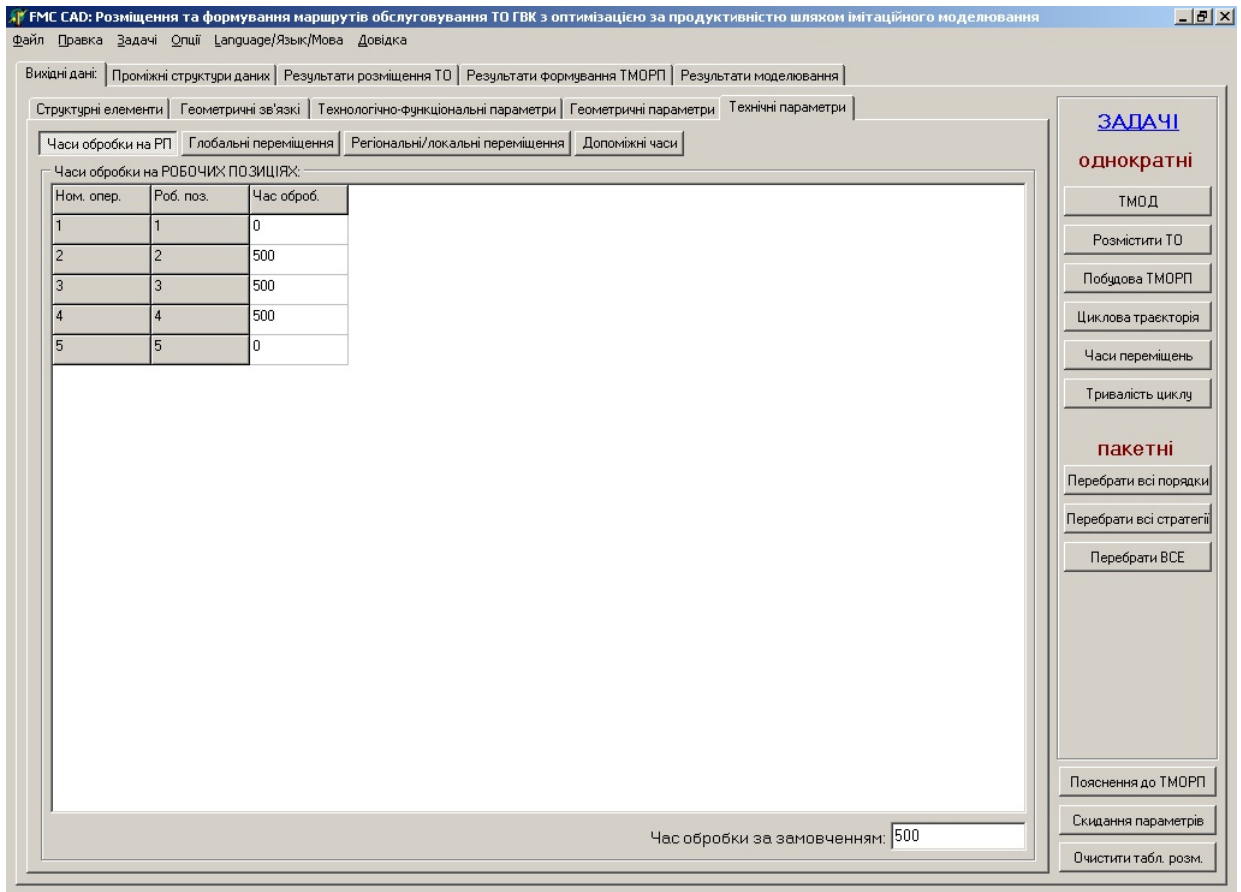 FMC CAD: Розміщення та формування маршрутів обслуговування ТО ГВК з оптимізацією за продуктивністю шляхом імітаційного моделювання
Файл Правка Задачі Опції Language/Язык/Мова Довідка
Вихідні дані: Проміжні структури даних Результати розміщення ТО Результати формування ТМОРП Результати моделювання
Структурні елементи Геометричні зв'язкі Технологічно-функціональні параметри Геометричні параметри Технічні параметри
Часи обробки на РП Глобальні переміщення Регіональні/локальні переміщення Допоміжні часи
Часи обробки на РОБОЧИХ ПОЗИЦІЯХ:
Ном. опер. Роб. поз. Час оброб.
1 1 0
2 2 500
3 3 500
4 4 500
5 5 0
Час обробки за замовченням: 500
ЗАДАЧІ
однократні
ТМОД
Розмістити ТО
Побудова ТМОРП
Циклова траєкторія
Часи переміщень
Тривалість циклу
пакетні
Перебрати всі порядки
Перебрати всі стратегії
Перебрати ВСЕ
Пояснення до ТМОРП
Скидання параметрів
Очистити табл. розм.